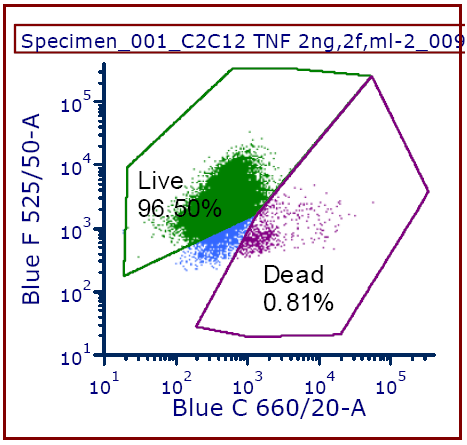 Specimen_001_C2C12 TNF 2ng,2f,ml-2_009
Blue F 525/50-A
10^5
10^4
10^3
10^2
10^1
Live
96.50%
Dead
0.81%
10^1 10^2 10^3 10^4 10^5
Blue C 660/20-A